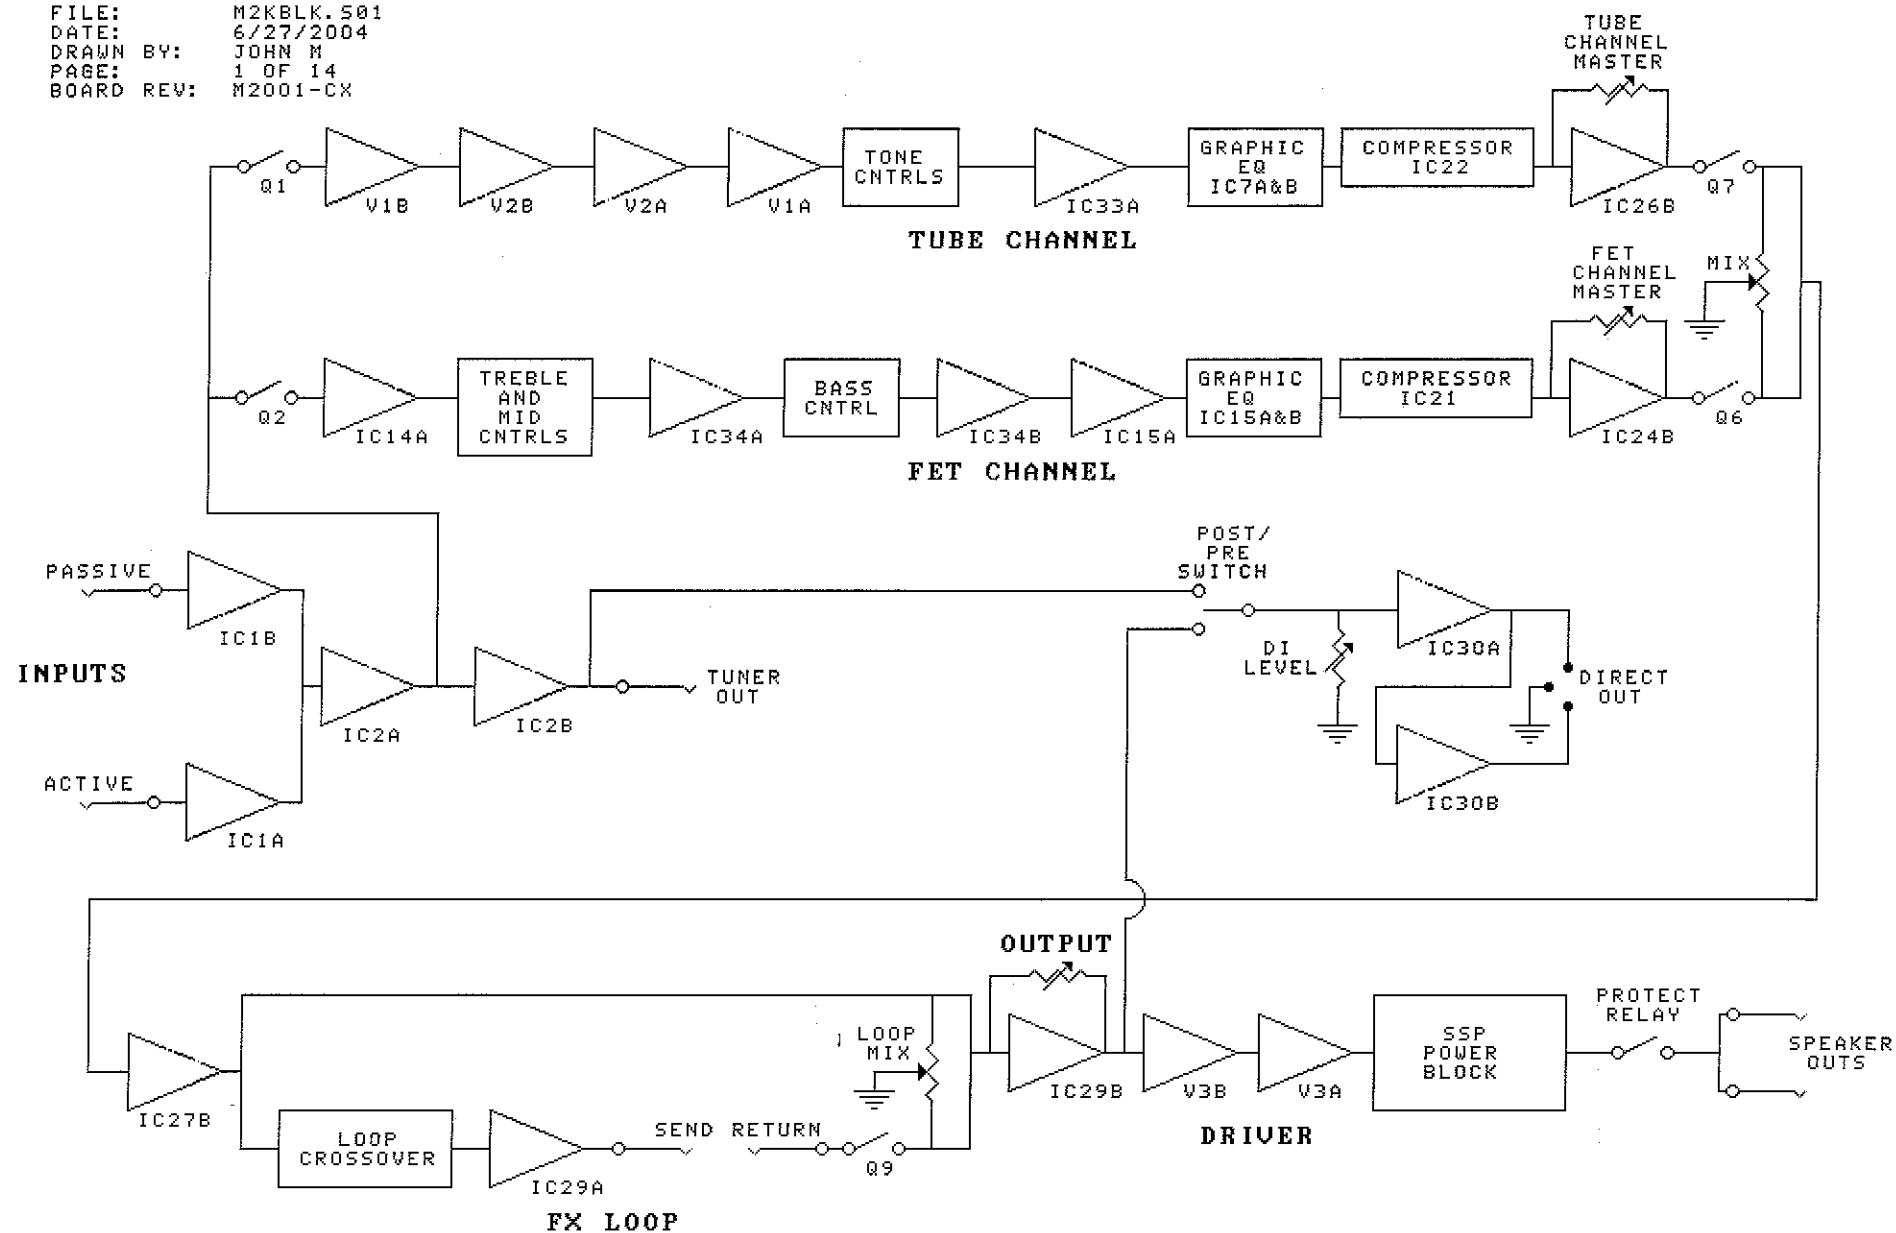 FILE: M2KBLK.S01
DATE: 6/27/2004
DRAWN BY: JOHN M
PAGE: 1 OF 14
BOARD REV: M2001-CX
TUBE
CHANNEL
MASTER
Q1
V1B
V2B
V2A
V1A
TONE
CNTRLS
IC33A
GRAPHIC
EQ
IC7A&B
COMPRESSOR
IC22
IC26B
Q7
TUBE CHANNEL
FET
CHANNEL
MASTER
MIX
Q2
IC14A
TREBLE
AND
MID
CNTRLS
IC34A
BASS
CNTRL
IC34B
IC15A
GRAPHIC
EQ
IC15A&B
COMPRESSOR
IC21
IC24B
Q6
FET CHANNEL
INPUTS
PASSIVE
IC1B
ACTIVE
IC1A
IC2A
IC2B
TUNER
OUT
POST/
PRE
SWITCH
DI
LEVEL
IC30A
IC30B
DIRECT
OUT
IC27B
LOOP
CROSSOVER
IC29A
SEND
RETURN
Q9
LOOP
MIX
FX LOOP
OUTPUT
IC29B
V3B
V3A
DRIVER
SSP
POWER
BLOCK
PROTECT
RELAY
SPEAKER
OUTS